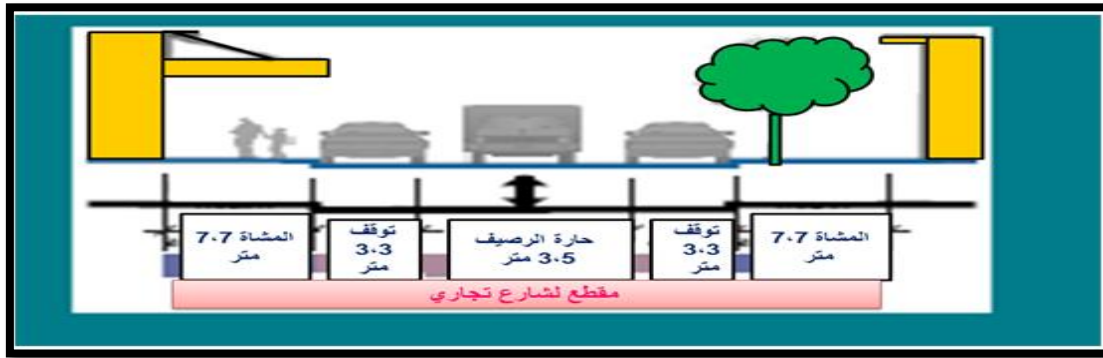 المشاة 7،7
متر
توقف
3،3
متر
حارة الرصيف
3،5 متر
توقف
3،3
متر
المشاة 7،7
متر
مقطع لشارع تجاري